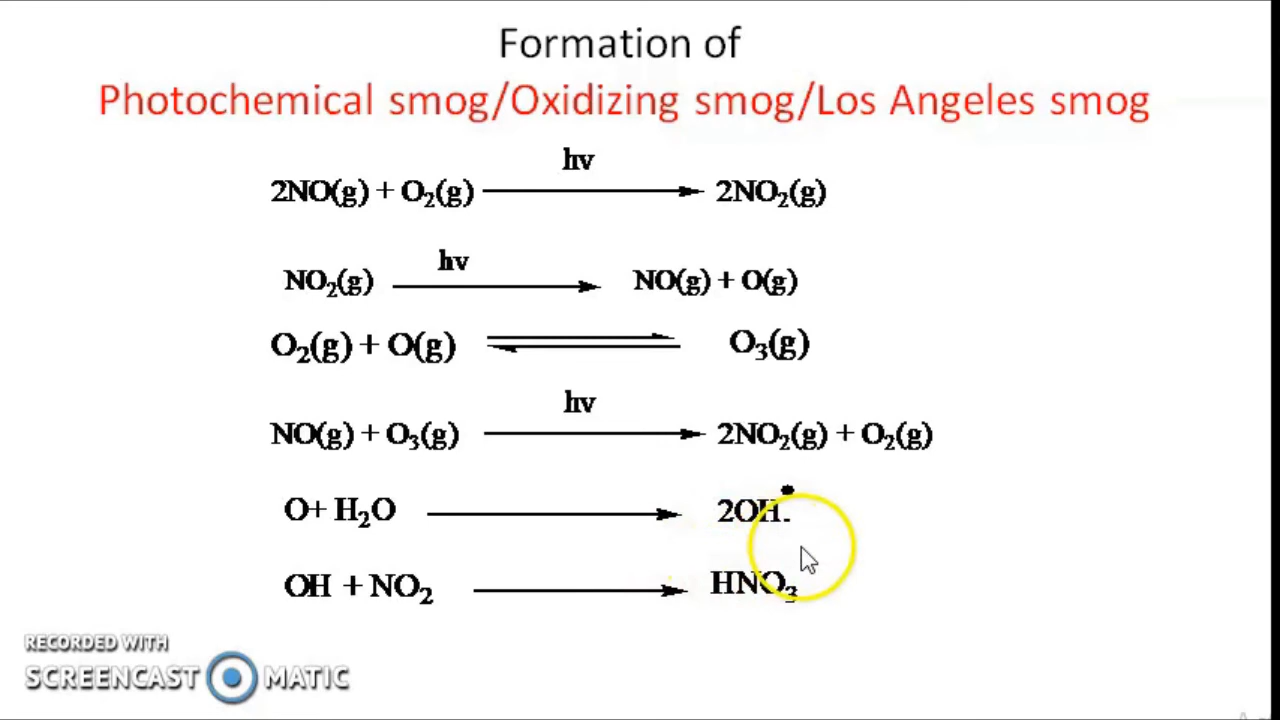 Formation of
Photochemical smog/Oxidizing smog/Los Angeles smog
hv
2NO(g) + O₂(g) ⟶ 2NO₂(g)
hv
NO₂(g) ⟶ NO(g) + O(g)
O₂(g) + O(g) ⇌ O₃(g)
hv
NO(g) + O₃(g) ⟶ 2NO₂(g) + O₂(g)
O+ H₂O ⟶ 2OH•.
OH + NO₂ ⟶ HNO₃
RECORDED WITH
SCREENCAST MATIC